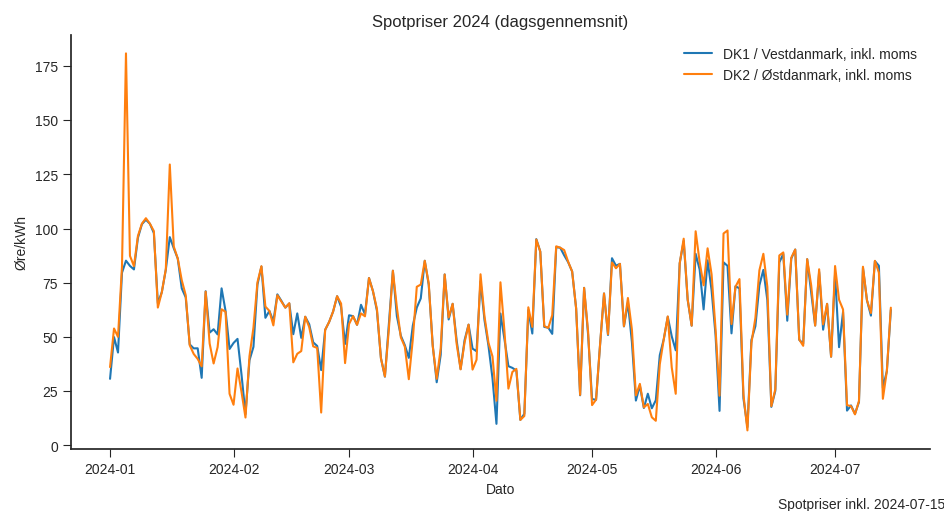 Spotpriser 2024 (dagsgennemsnit)
DK1 / Vestdanmark, inkl. moms
DK2 / Østdanmark, inkl. moms
Øre/kWh
175
150
125
100
75
50
25
0
2024-01
2024-02
2024-03
2024-04
2024-05
2024-06
2024-07
Dato
Spotpriser inkl. 2024-07-15